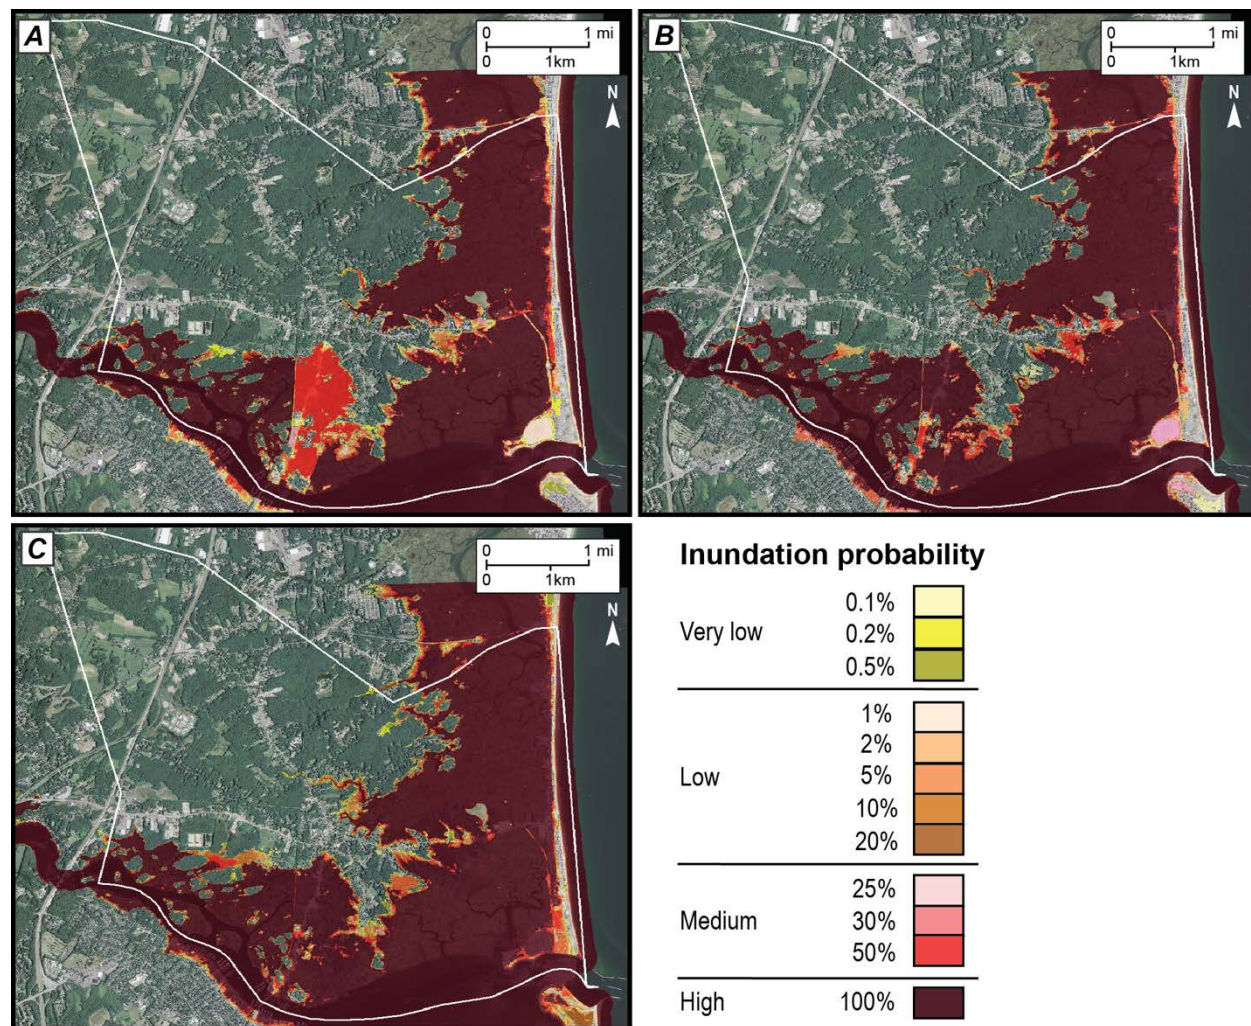 A
0 1 mi
0 1km
N
B
0 1 mi
0 1km
N
C
0 1 mi
0 1km
N
Inundation probability
Very low
0.1%
0.2%
0.5%
Low
1%
2%
5%
10%
20%
Medium
25%
30%
50%
High
100%